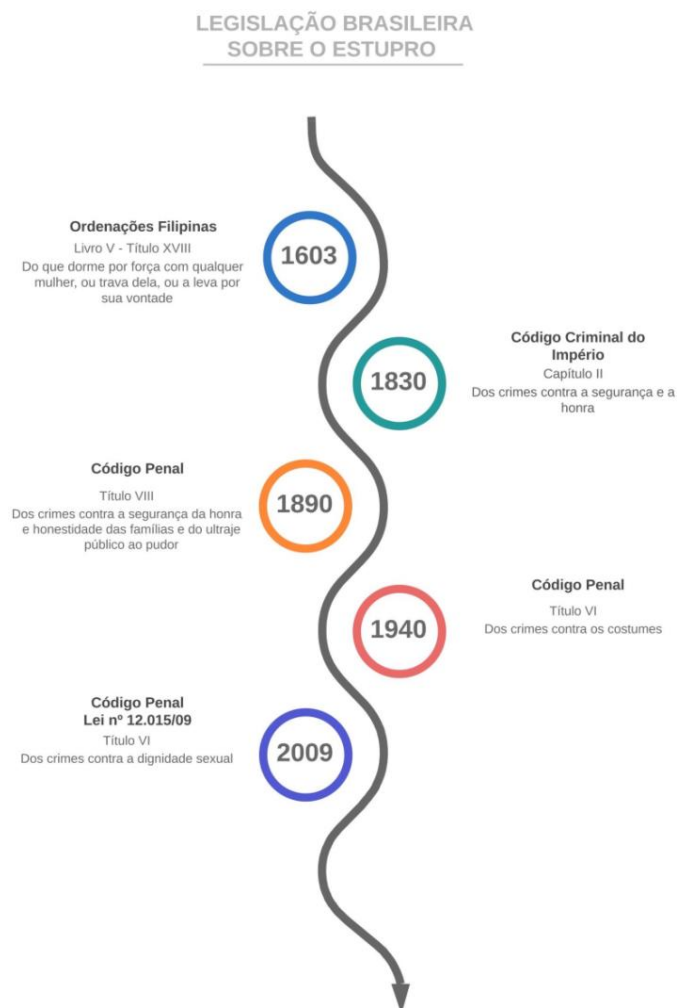 LEGISLAÇÃO BRASILEIRA
SOBRE O ESTUPRO
Ordenações Filipinas
Livro V - Título XVIII
Do que dorme por força com qualquer
mulher, ou trava dela, ou a leva por
sua vontade
1603
Código Criminal do
Império
Capítulo II
Dos crimes contra a segurança e a
honra
1830
Código Penal
Título VIII
Dos crimes contra a segurança da honra
e honestidade das famílias e do ultraje
público ao pudor
1890
Código Penal
Título VI
Dos crimes contra os costumes
1940
Código Penal
Lei nº 12.015/09
Título VI
Dos crimes contra a dignidade sexual
2009